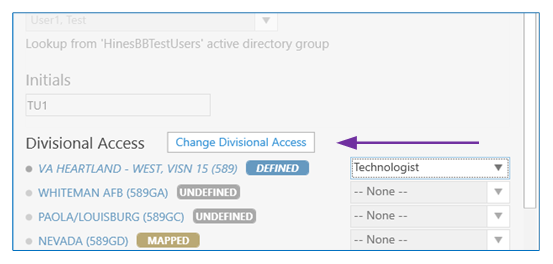 User1. Test
Lookup from 'HinesBBTestUsers' active directory group
Initials
TU1
Divisional Access Change Divisional Access
VA HEARTLAND - WEST, VISN 15 (589) DEFINED Technologist
WHITEMAN AFB (589GA) UNDEFINED -- None --
PAOLA/LOUISBURG (589GC) UNDEFINED -- None --
NEVADA (589GD) MAPPED -- None --